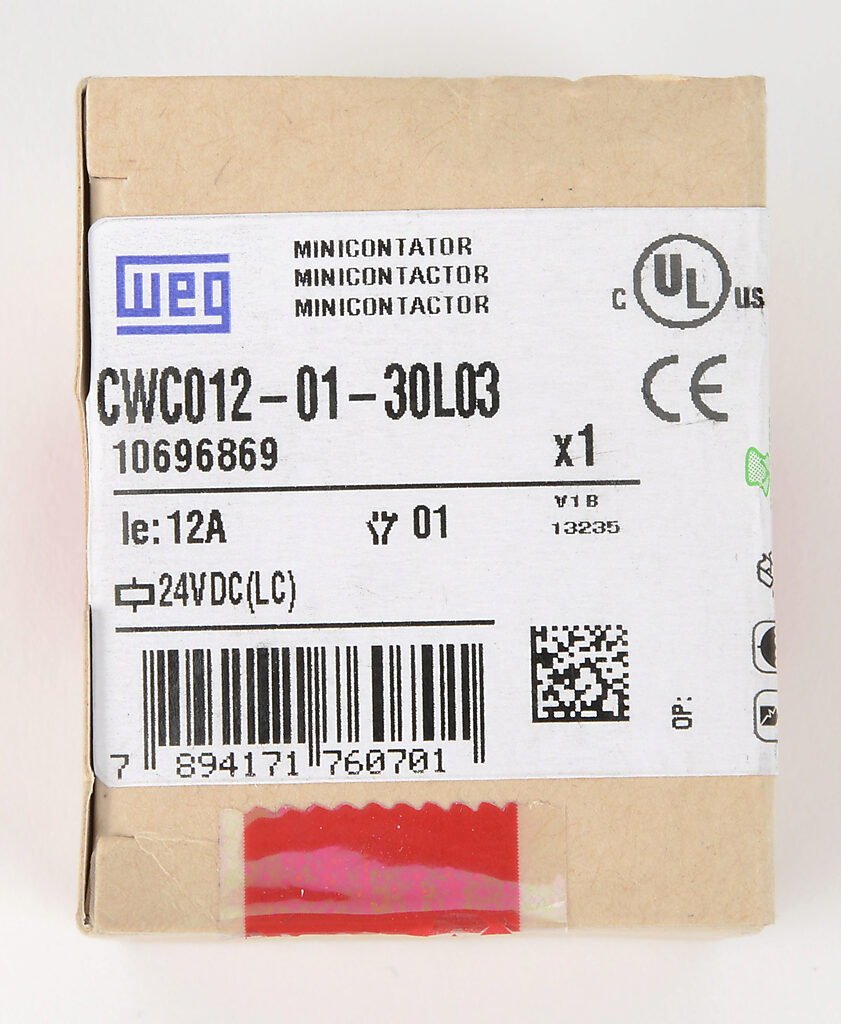 weg
MINICONTATOR
MINICONTACTOR
MINICONTACTOR
C UL US
CWC012-01-30L03
CE
10696869
x1
Ie: 12A
01
V1B
13235
24VDC(LC)
OP:
7 894171 760701